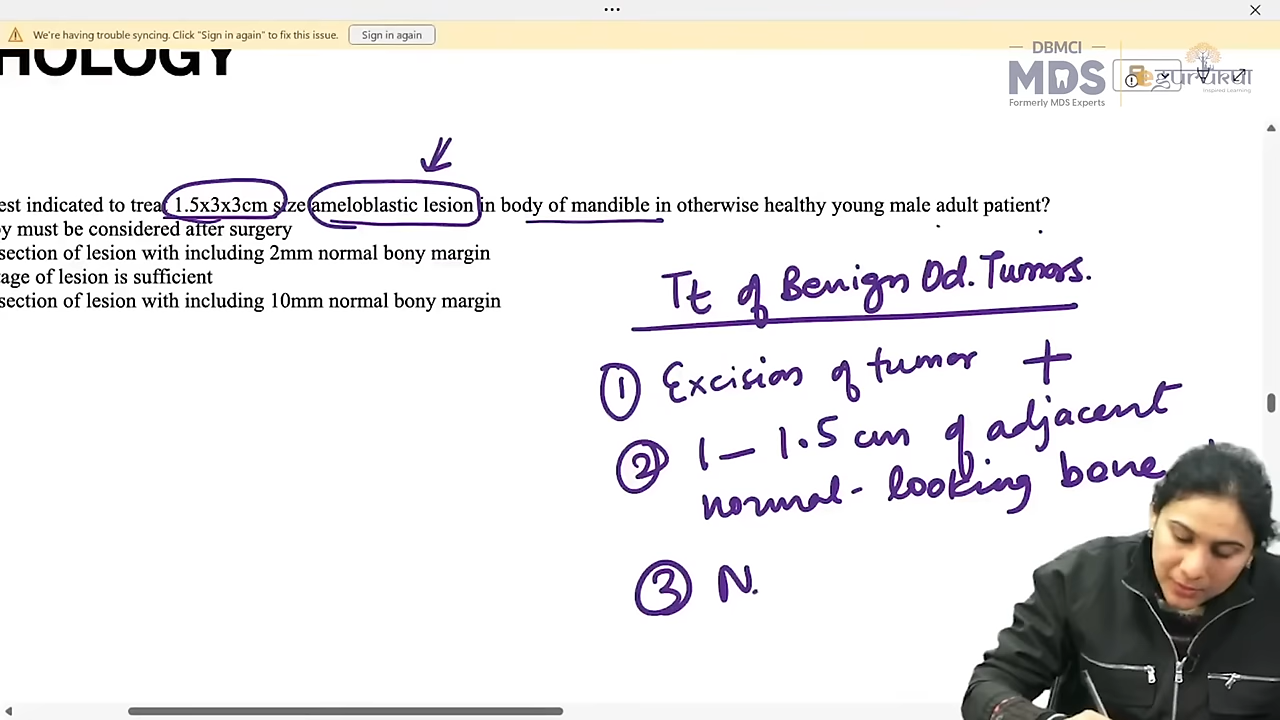 We're having trouble syncing. Click "Sign in again" to fix this issue. Sign in again
HOLOGY
DBMCI
MDS
Formerly MDS Experts
eगुरुकुल
Inspired Learning
est indicated to treat 1.5x3x3cm size ameloblastic lesion in body of mandible in otherwise healthy young male adult patient?
y must be considered after surgery
section of lesion with including 2mm normal bony margin
tage of lesion is sufficient
section of lesion with including 10mm normal bony margin
Tt of Benign Od. Tumors.
① Excision of tumor +
② 1 – 1.5 cm of adjacent
normal - looking bone
③ N.